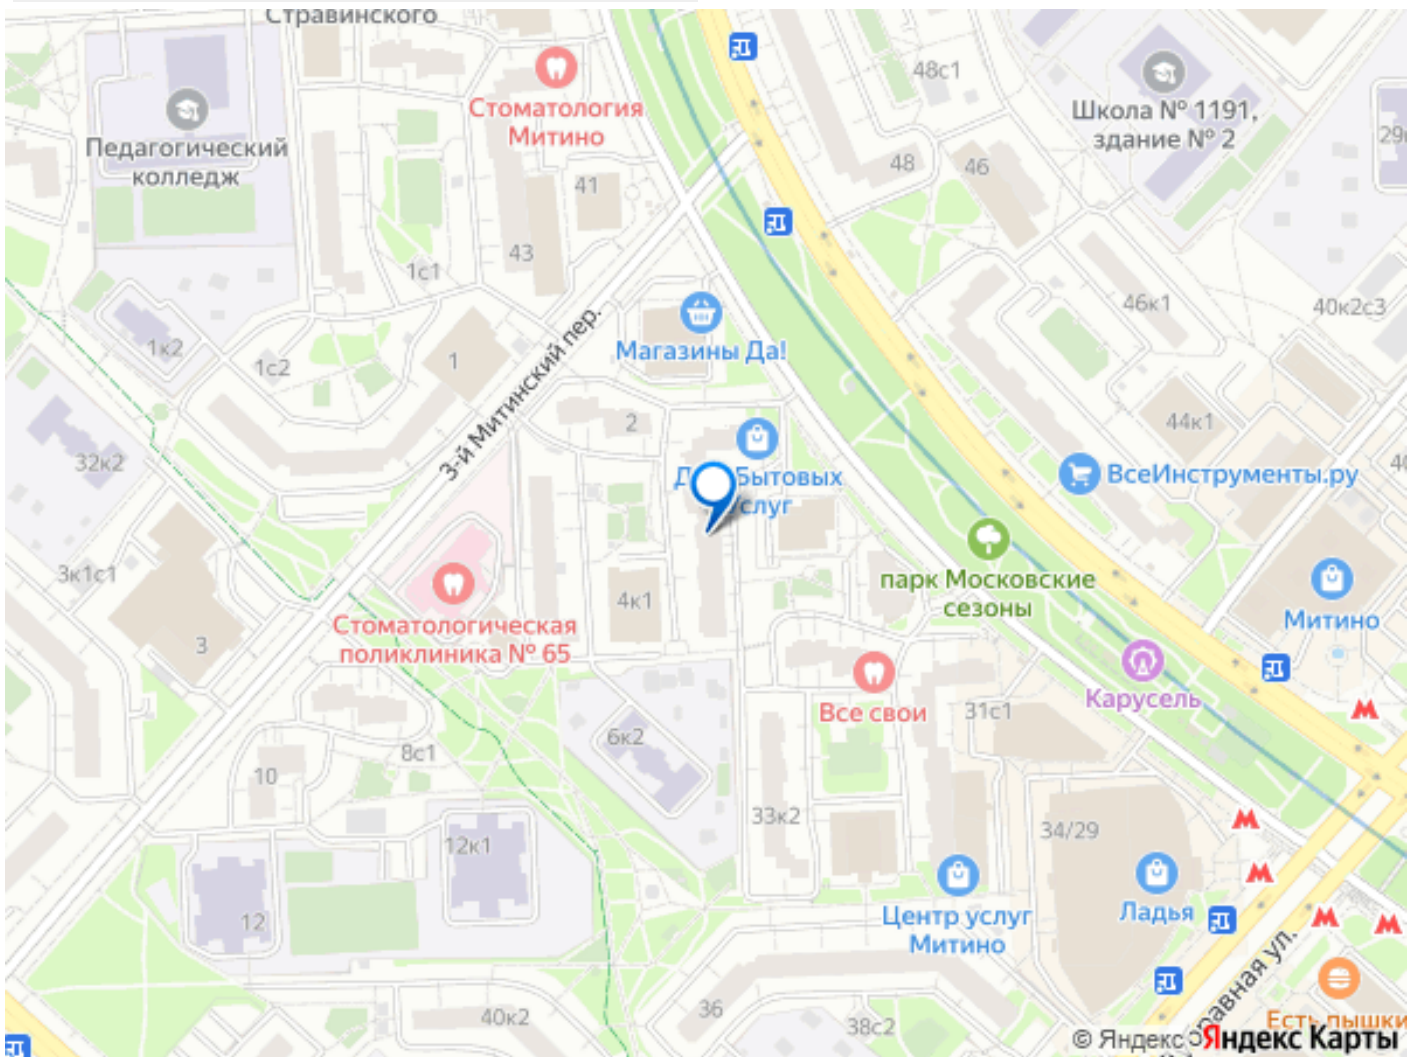 Стравинского
48с1
Стоматология
Митино
Школа № 1191,
здание № 2
Педагогический
колледж
41
48
46
43
1с1
46к1
40к2с3
1к2
1с2
1
3-й Митинский пер.
Магазины Да!
2
44к1
32к2
Бытовых
услуг
ВсеИнструменты.ру
парк Московские
сезоны
3к1с1
4к1
Митино
Стоматологическая
поликлиника № 65
3
Карусель
Все свои
31с1
6к2
8с1
10
33к2
34/29
12к1
12
Центр услуг
Митино
Ладья
36
40к2
38с2
Есть пышки
© Яндекс Яндекс Карты